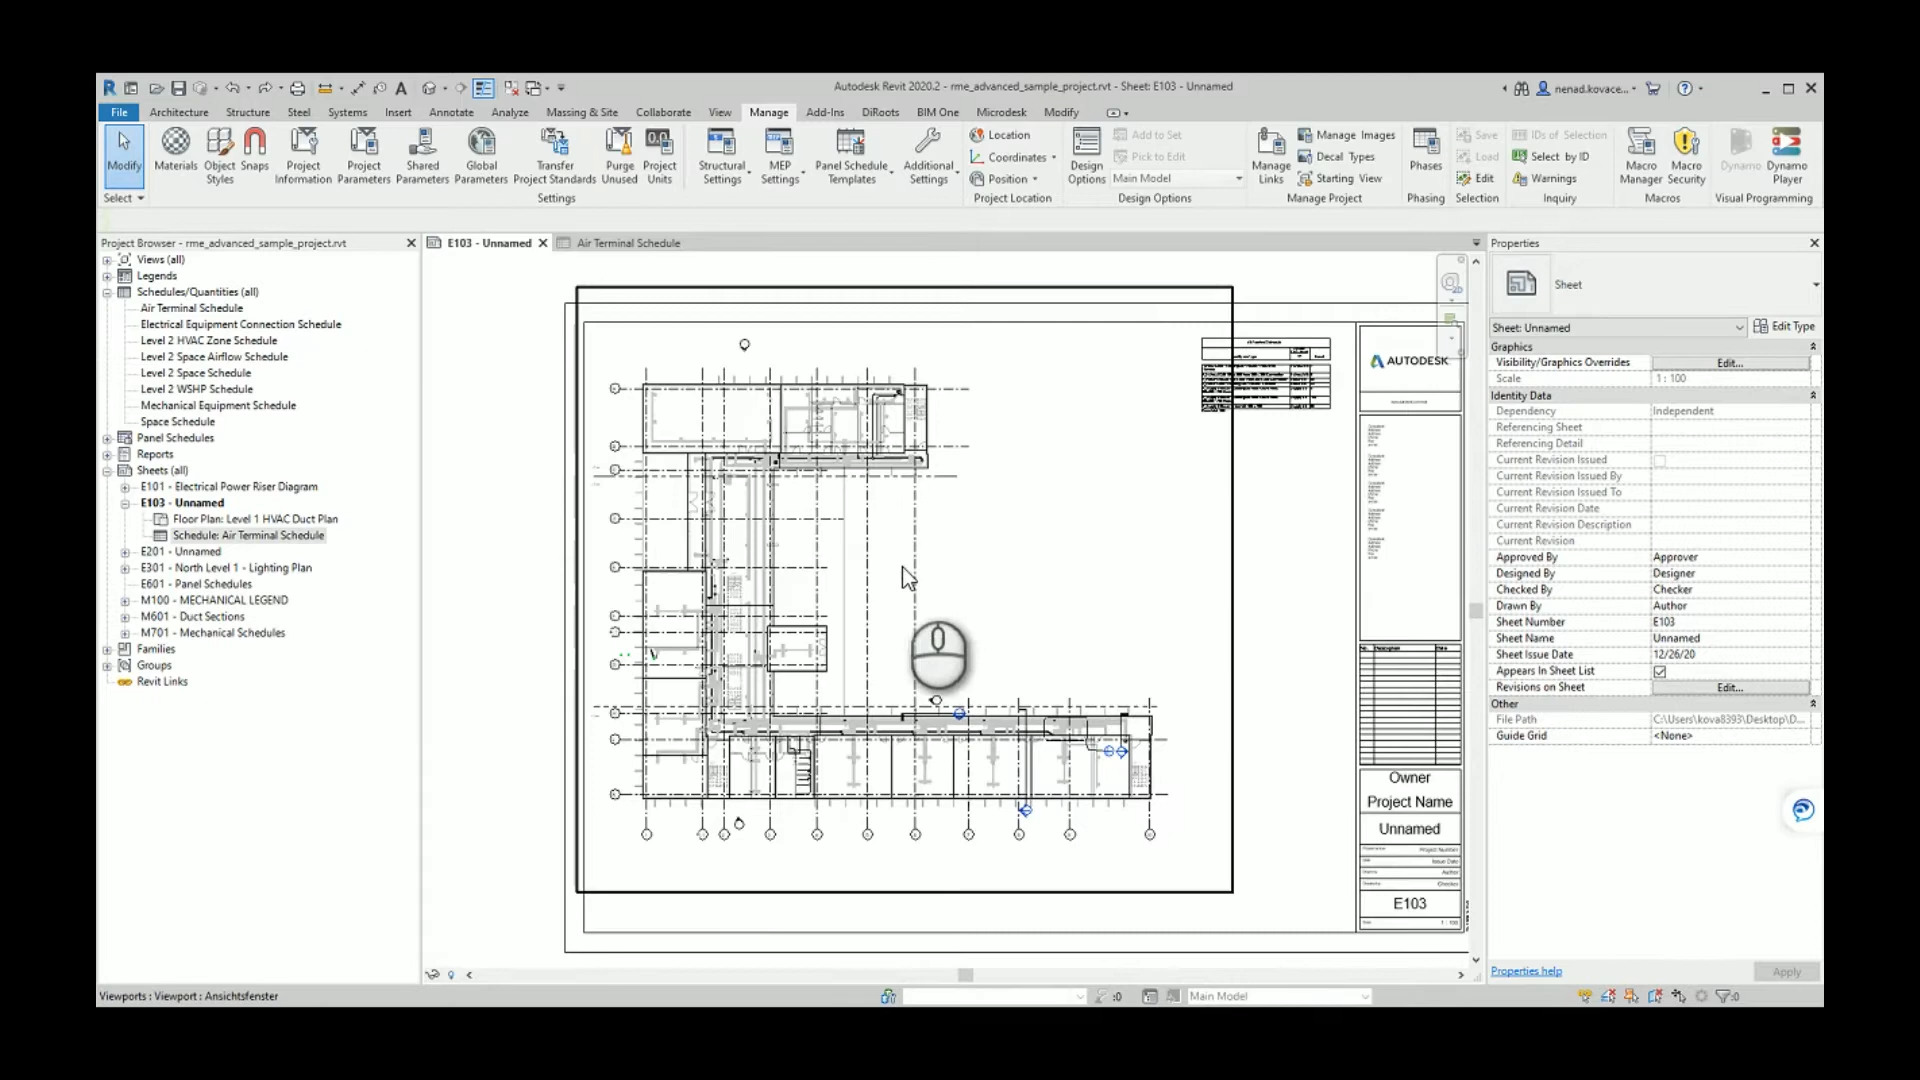 Autodesk Revit 2020.2 - rme_advanced_sample_project.rvt - Sheet: E103 - Unnamed
nenad.kovace...
File Architecture Structure Steel Systems Insert Annotate Analyze Massing & Site Collaborate View Manage Add-Ins DiRoots BIM One Microdesk Modify
Modify
Materials
Object Styles
Snaps
Project Information
Project Parameters
Shared Parameters
Global Parameters
Transfer Project Standards
Purge Unused
Project Units
Structural Settings
MEP Settings
Panel Schedule Templates
Additional Settings
Location
Coordinates
Position
Design Options
Add to Set
Pick to Edit
Main Model
Manage Links
Manage Images
Decal Types
Starting View
Phases
Save
Load
Edit
IDs of Selection
Select by ID
Warnings
Macro Manager
Macro Security
Dynamo
Dynamo Player
Select Settings Project Location Design Options Manage Project Phasing Selection Inquiry Macros Visual Programming
Project Browser - rme_advanced_sample_project.rvt
Views (all)
Legends
Schedules/Quantities (all)
Air Terminal Schedule
Electrical Equipment Connection Schedule
Level 2 HVAC Zone Schedule
Level 2 Space Airflow Schedule
Level 2 Space Schedule
Level 2 WSHP Schedule
Mechanical Equipment Schedule
Space Schedule
Panel Schedules
Reports
Sheets (all)
E101 - Electrical Power Riser Diagram
E103 - Unnamed
Floor Plan: Level 1 HVAC Duct Plan
Schedule: Air Terminal Schedule
E201 - Unnamed
E301 - North Level 1 - Lighting Plan
E601 - Panel Schedules
M100 - MECHANICAL LEGEND
M601 - Duct Sections
M701 - Mechanical Schedules
Families
Groups
Revit Links
E103 - Unnamed
Air Terminal Schedule
AUTODESK
Owner
Project Name
Unnamed
E103
Properties
Sheet
Sheet: Unnamed Edit Type
Graphics
Visibility/Graphics Overrides Edit...
Scale 1 : 100
Identity Data
Dependency Independent
Referencing Sheet
Referencing Detail
Current Revision Issued
Current Revision Issued By
Current Revision Issued To
Current Revision Date
Current Revision Description
Current Revision
Approved By Approver
Designed By Designer
Checked By Checker
Drawn By Author
Sheet Number E103
Sheet Name Unnamed
Sheet Issue Date 12/26/20
Appears In Sheet List
Revisions on Sheet Edit...
Other
File Path C:\Users\kova8393\Desktop\D...
Guide Grid <None>
Properties help Apply
Viewports : Viewport : Ansichtsfenster
:0
Main Model
:0